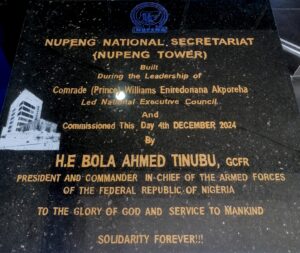 NUPENG
NUPENG NATIONAL SECRETARIAT
(NUPENG TOWER)
Built
During the Leadership of
Comrade (Prince) Williams Eniredonana Akporeha
Led National Executive Council
And
Commissioned This Day 4th DECEMBER 2024
By
H.E BOLA AHMED TINUBU, GCFR
PRESIDENT AND COMMANDER IN-CHIEF OF THE ARMED FORCES
OF THE FEDERAL REPUBLIC OF NIGERIA
TO THE GLORY OF GOD AND SERVICE TO MANKIND
SOLIDARITY FOREVER!!!